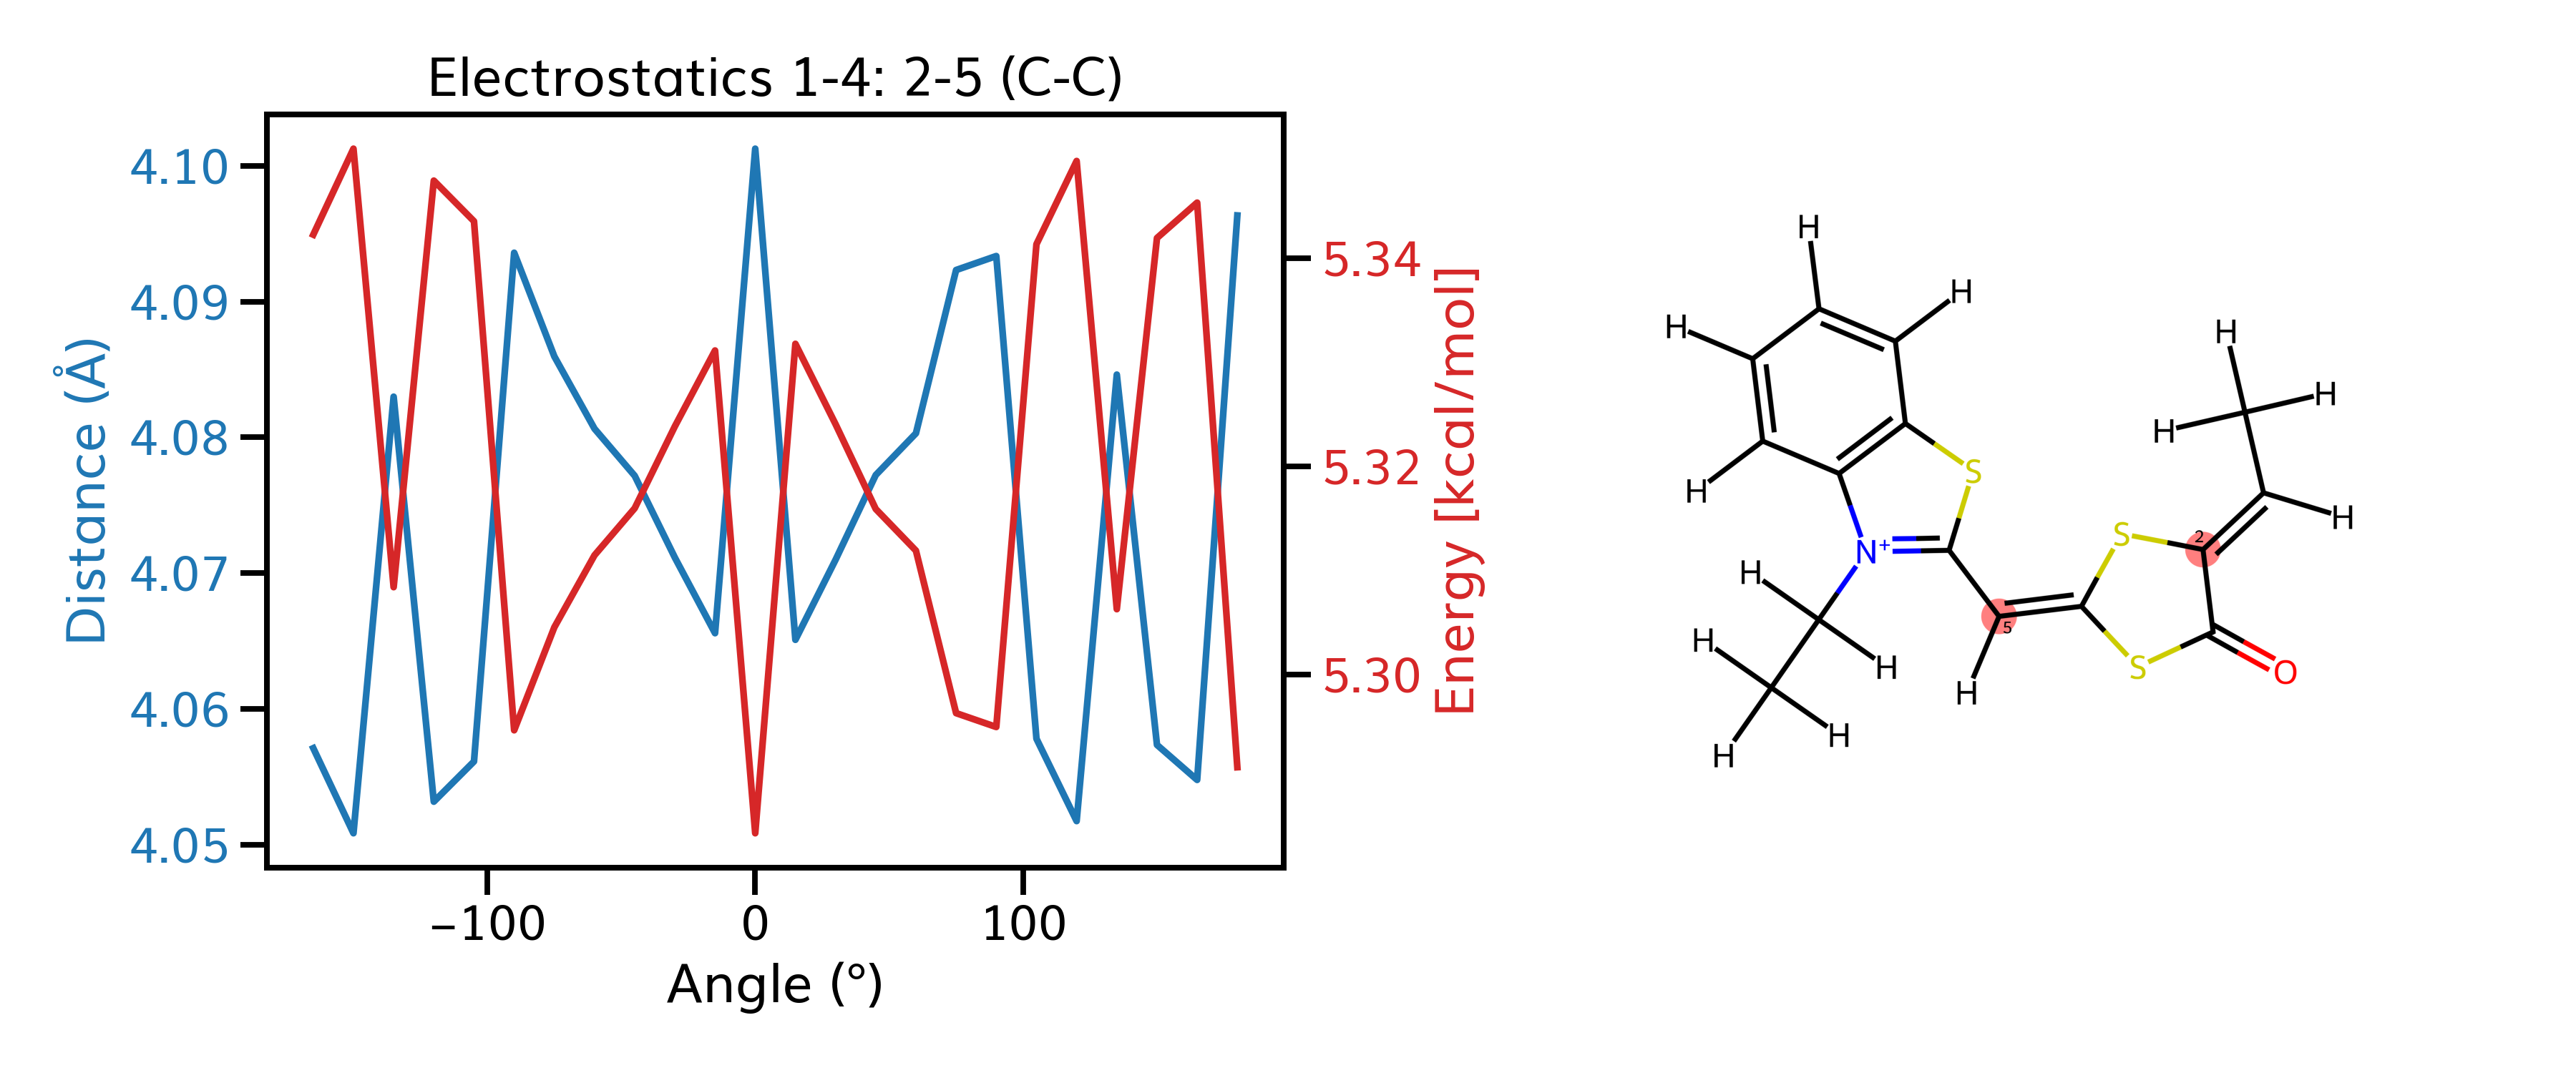 Electrostatics 1-4: 2-5 (C-C)
4.10
4.09
4.08
4.07
4.06
4.05
Distance (Å)
5.34
5.32
5.30
Energy [kcal/mol]
−100
0
100
Angle (°)
H
H
H
H
H
H
H
S
H
S
2
H
N+
H
H
5
H
S
O
H
H
H
H